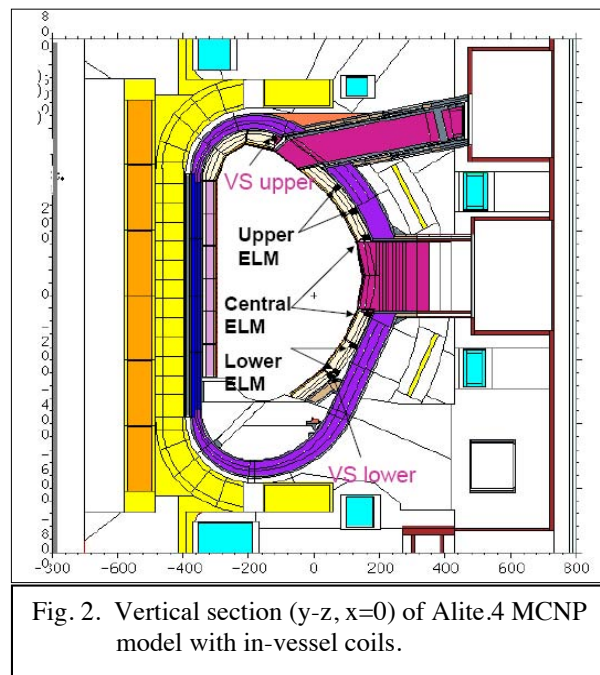 VS upper
Upper
ELM
Central
ELM
Lower
ELM
VS lower
-800
-600
-400
-200
0
200
400
600
800
Fig. 2. Vertical section (y-z, x=0) of Alite.4 MCNP
model with in-vessel coils.